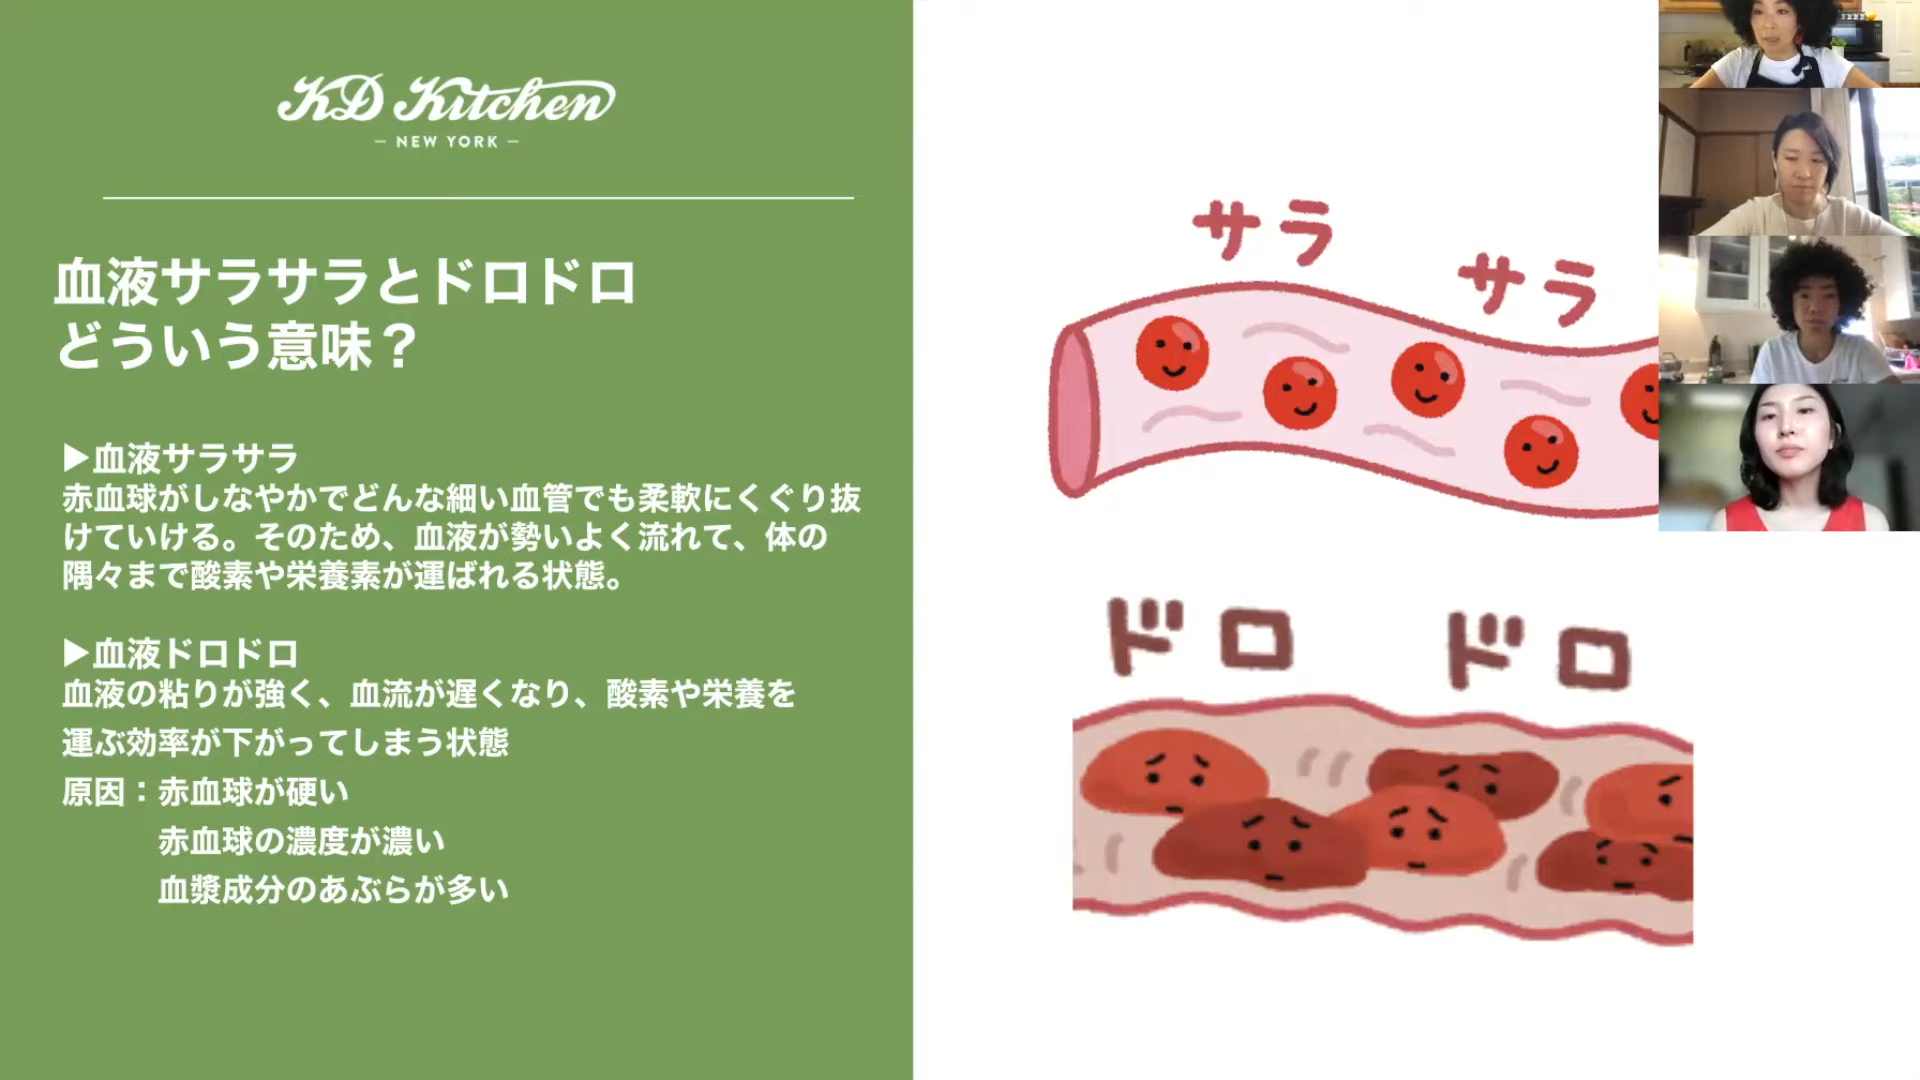 KD Kitchen
– NEW YORK –
血液サラサラとドロドロ
どういう意味？
▶血液サラサラ
赤血球がしなやかでどんな細い血管でも柔軟にくぐり抜
けていける。そのため、血液が勢いよく流れて、体の
隅々まで酸素や栄養素が運ばれる状態。
▶血液ドロドロ
血液の粘りが強く、血流が遅くなり、酸素や栄養を
運ぶ効率が下がってしまう状態
原因：赤血球が硬い
赤血球の濃度が濃い
血漿成分のあぶらが多い
サラ
サラ
ドロ
ドロ